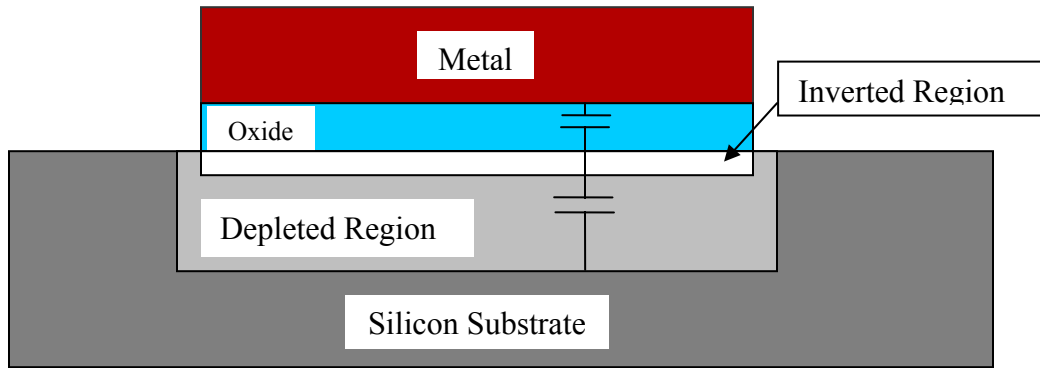 Metal
Inverted Region
Oxide
Depleted Region
Silicon Substrate